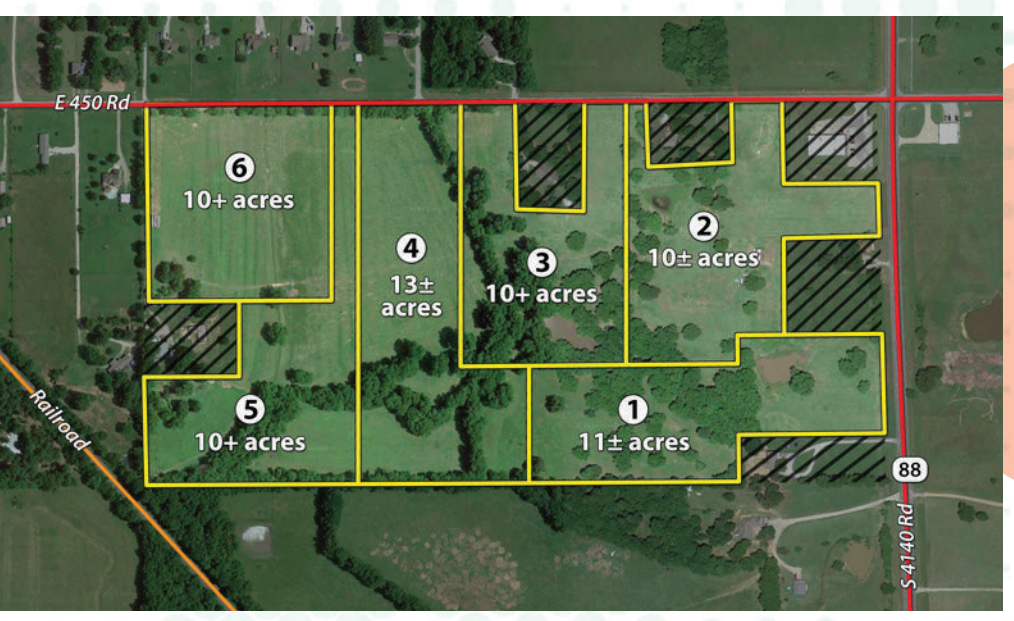 E 450 Rd
6
10+ acres
4
13±
acres
3
10+ acres
2
10± acres
5
10+ acres
1
11± acres
Railroad
88
S 4140 Rd